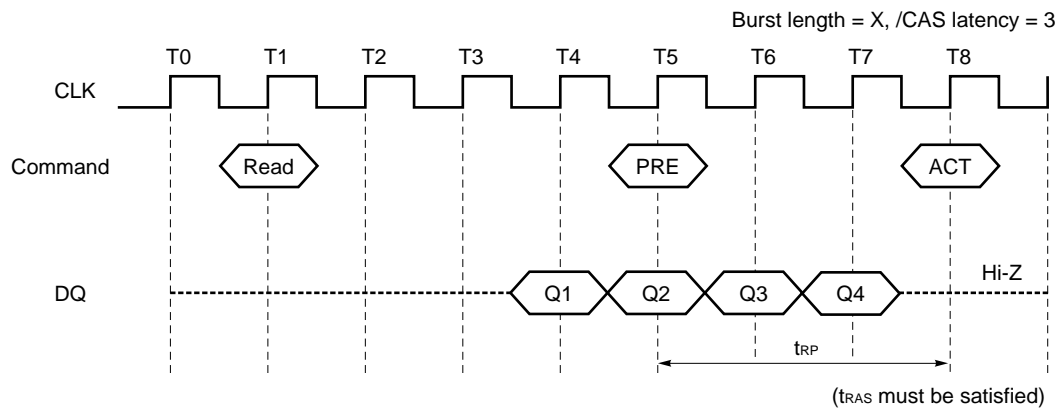 Burst length = X, /CAS latency = 3
T0 T1 T2 T3 T4 T5 T6 T7 T8
CLK
Command Read PRE ACT
Hi-Z
DQ Q1 Q2 Q3 Q4
tRP
(tRAS must be satisfied)